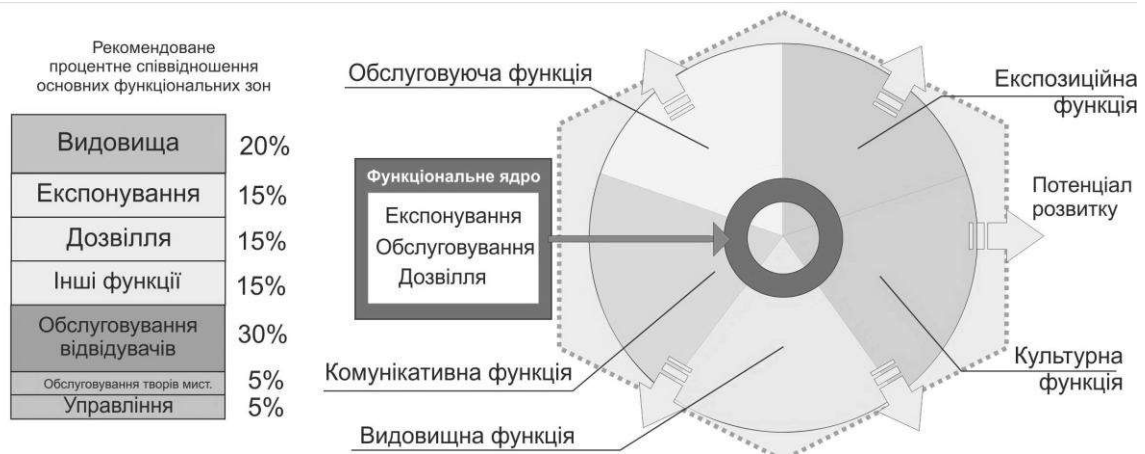 Рекомендоване
процентне співвідношення
основних функціональних зон
Видовища 20%
Експонування 15%
Дозвілля 15%
Інші функції 15%
Обслуговування
відвідувачів 30%
Обслуговування творів мист. 5%
Управління 5%
Обслуговуюча функція
Експозиційна
функція
Функціональне ядро
Експонування
Обслуговування
Дозвілля
Потенціал
розвитку
Комунікативна функція
Культурна
функція
Видовищна функція